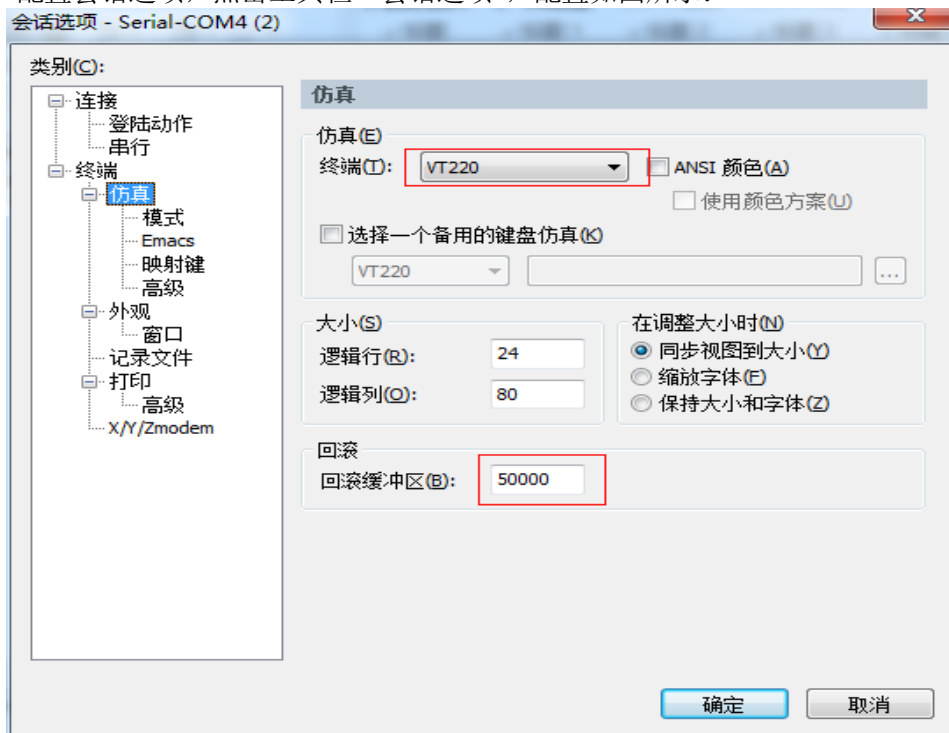 会话选项 - Serial-COM4 (2)
类别(C):
连接
登陆动作
串行
终端
仿真
模式
Emacs
映射键
高级
外观
窗口
记录文件
打印
高级
X/Y/Zmodem
仿真
仿真(E)
终端(T): VT220 ANSI 颜色(A)
使用颜色方案(U)
选择一个备用的键盘仿真(K)
VT220 ...
大小(S)
逻辑行(R): 24
逻辑列(O): 80
在调整大小时(N)
同步视图到大小(Y)
缩放字体(F)
保持大小和字体(Z)
回滚
回滚缓冲区(B): 50000
确定 取消